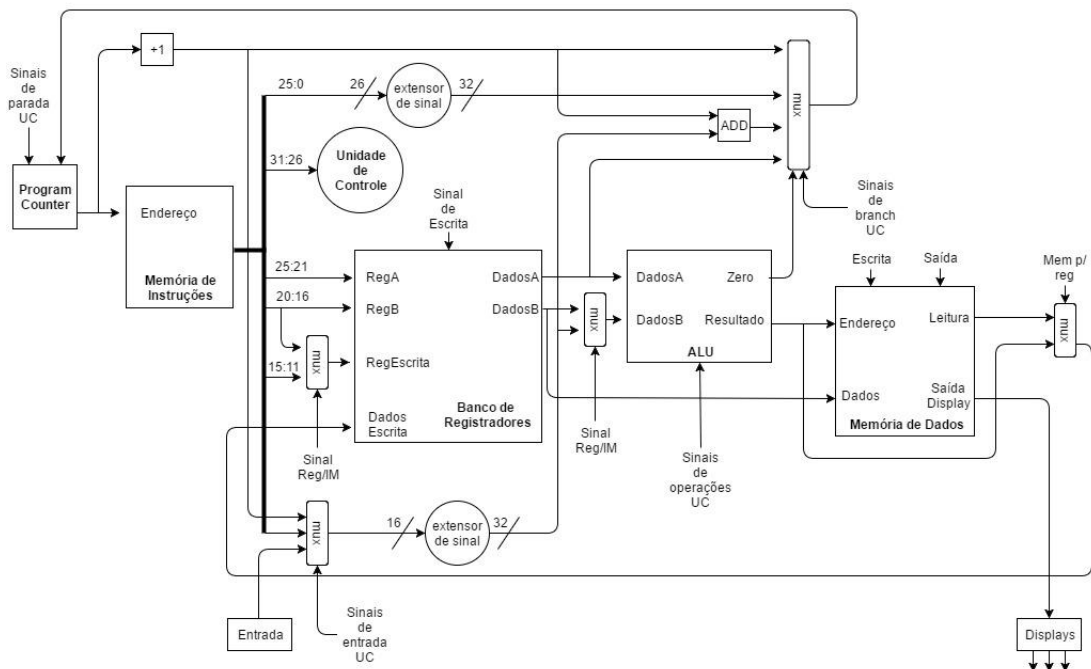 +1
Sinais
de
parada
UC
Program
Counter
Endereço
Memória de
Instruções
25:0
26
extensor
de sinal
32
31:26
Unidade
de
Controle
ADD
mux
Sinais
de
branch
UC
Sinal
de
Escrita
25:21
20:16
15:11
mux
Sinal
Reg/IM
RegA
RegB
RegEscrita
Dados
Escrita
DadosA
DadosB
Banco de
Registradores
mux
Sinal
Reg/IM
DadosA
DadosB
Zero
Resultado
ALU
Sinais
de
operações
UC
Escrita
Saída
Endereço
Leitura
Dados
Saída
Display
Memória de Dados
Mem p/
reg
mux
mux
16
extensor
de sinal
32
Entrada
Sinais
de
entrada
UC
Displays